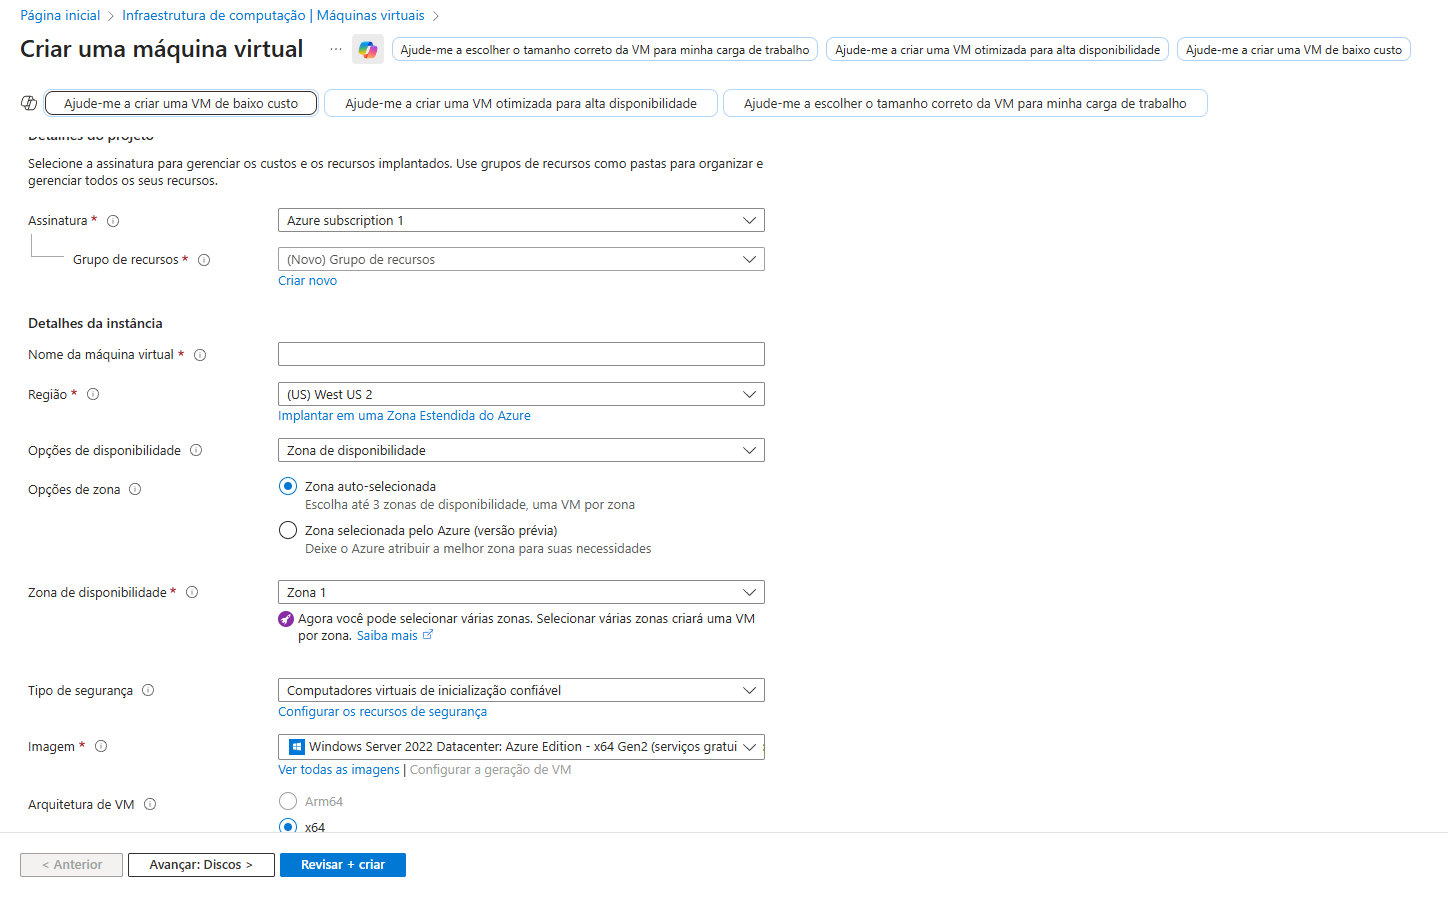 Página inicial > Infraestrutura de computação | Máquinas virtuais >
Criar uma máquina virtual ... Ajude-me a escolher o tamanho correto da VM para minha carga de trabalho Ajude-me a criar uma VM otimizada para alta disponibilidade Ajude-me a criar uma VM de baixo custo
Ajude-me a criar uma VM de baixo custo Ajude-me a criar uma VM otimizada para alta disponibilidade Ajude-me a escolher o tamanho correto da VM para minha carga de trabalho
Detalhes do projeto
Selecione a assinatura para gerenciar os custos e os recursos implantados. Use grupos de recursos como pastas para organizar e
gerenciar todos os seus recursos.
Assinatura * Azure subscription 1
Grupo de recursos * (Novo) Grupo de recursos
Criar novo
Detalhes da instância
Nome da máquina virtual *
Região * (US) West US 2
Implantar em uma Zona Estendida do Azure
Opções de disponibilidade Zona de disponibilidade
Opções de zona Zona auto-selecionada
Escolha até 3 zonas de disponibilidade, uma VM por zona
Zona selecionada pelo Azure (versão prévia)
Deixe o Azure atribuir a melhor zona para suas necessidades
Zona de disponibilidade * Zona 1
Agora você pode selecionar várias zonas. Selecionar várias zonas criará uma VM
por zona. Saiba mais
Tipo de segurança Computadores virtuais de inicialização confiável
Configurar os recursos de segurança
Imagem * Windows Server 2022 Datacenter: Azure Edition - x64 Gen2 (serviços gratui
Ver todas as imagens | Configurar a geração de VM
Arquitetura de VM Arm64
x64
< Anterior Avançar: Discos > Revisar + criar